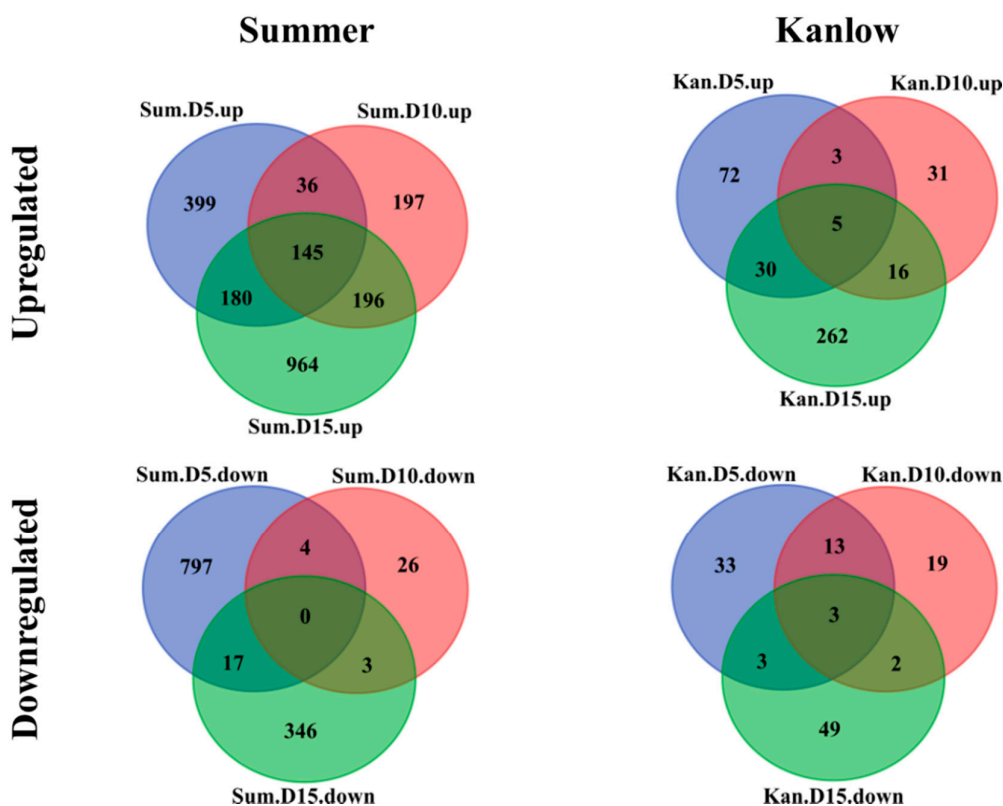 Summer
Kanlow
Upregulated
Sum.D5.up
Sum.D10.up
399
36
197
145
180
196
964
Sum.D15.up
Kan.D5.up
Kan.D10.up
72
3
31
5
30
16
262
Kan.D15.up
Downregulated
Sum.D5.down
Sum.D10.down
797
4
26
0
17
3
346
Sum.D15.down
Kan.D5.down
Kan.D10.down
33
13
19
3
3
2
49
Kan.D15.down